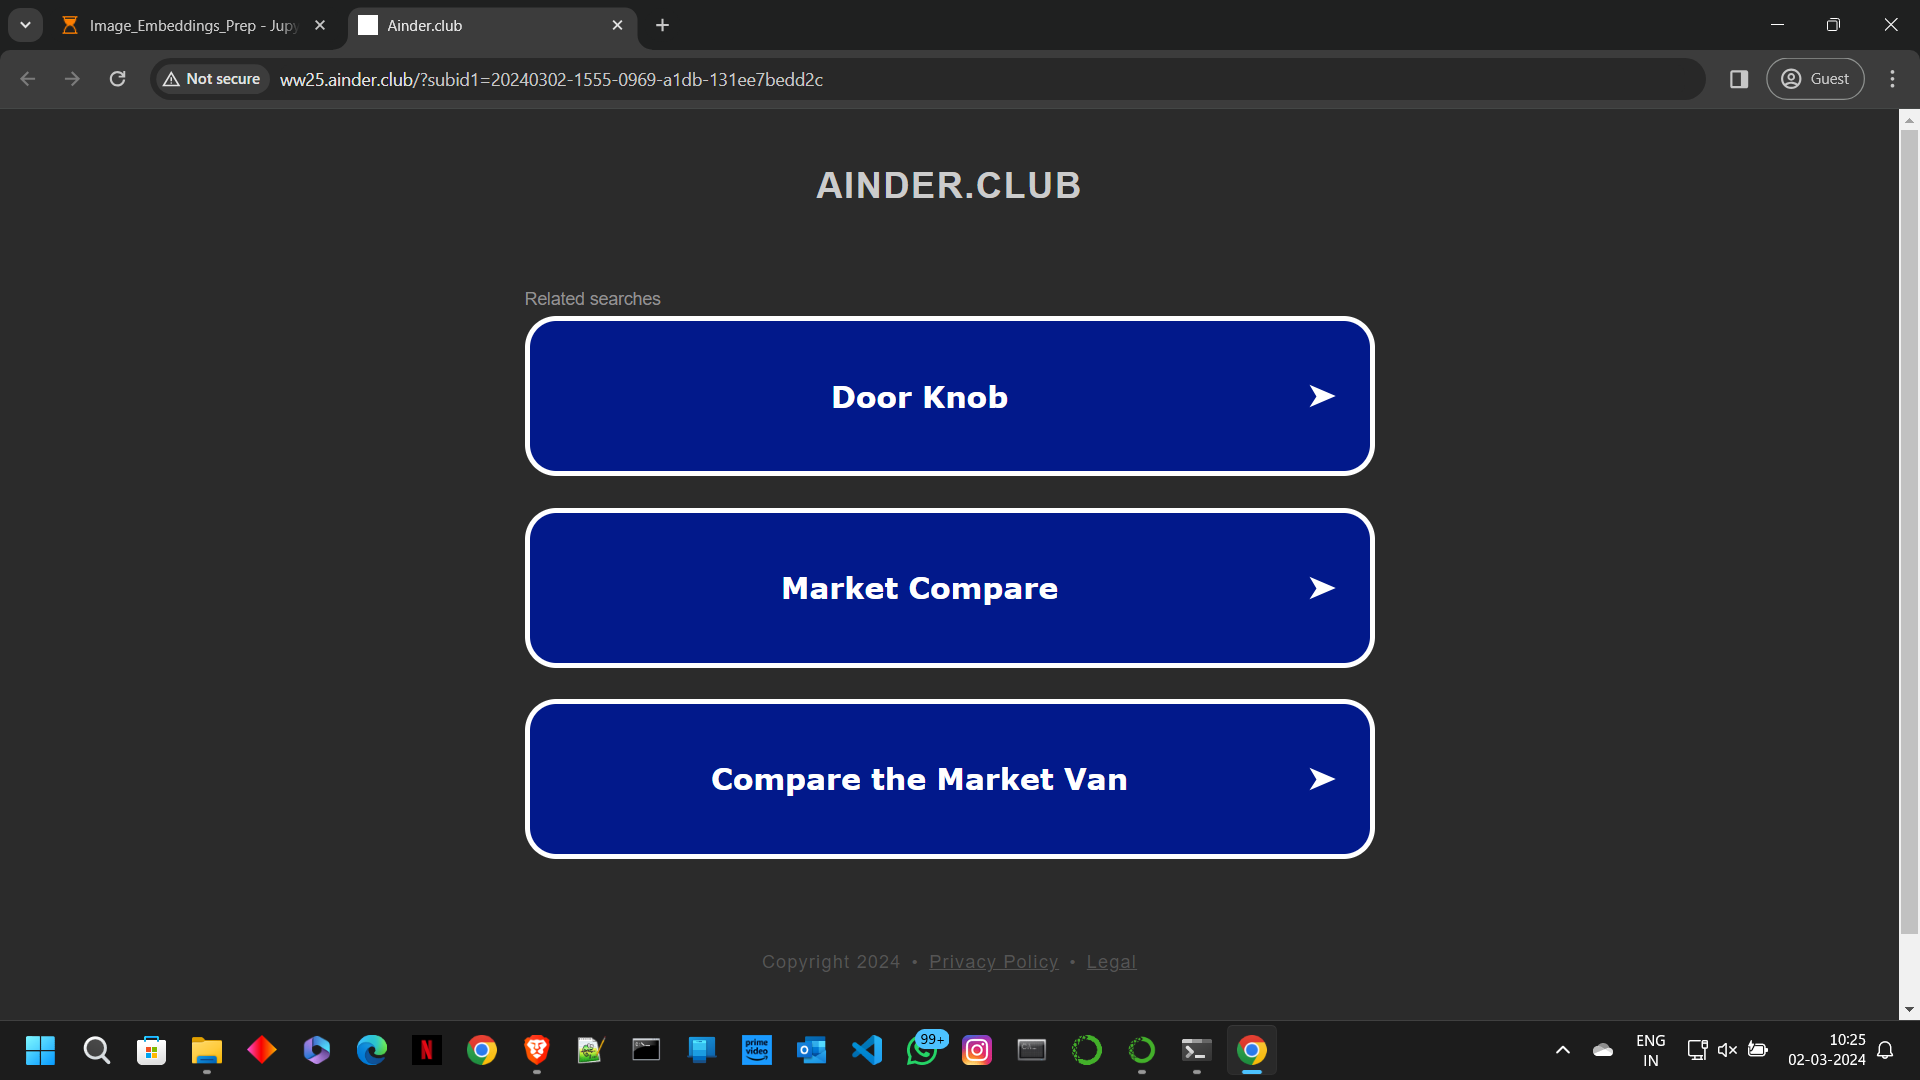 Image_Embeddings_Prep - Jupy
Ainder.club
Not secure
ww25.ainder.club/?subid1=20240302-1555-0969-a1db-131ee7bedd2c
Guest
AINDER.CLUB
Related searches
Door Knob
Market Compare
Compare the Market Van
Copyright 2024 • Privacy Policy • Legal
N
prime video
99+
ENG
IN
10:25
02-03-2024